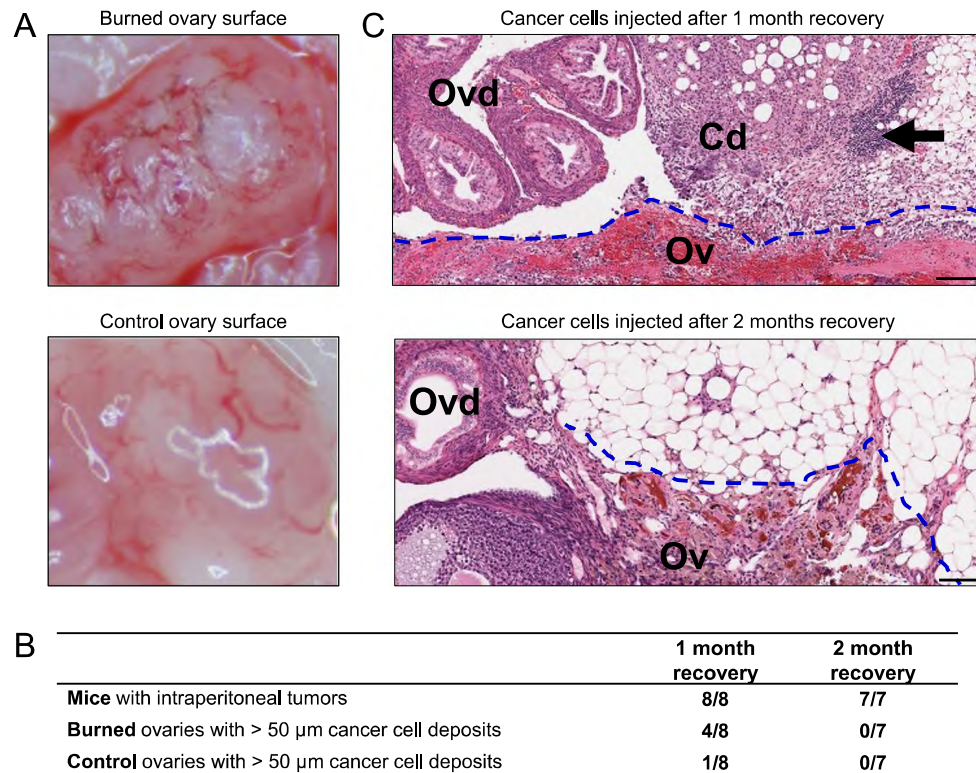 A
Burned ovary surface
Control ovary surface
C
Cancer cells injected after 1 month recovery
Ovd
Cd
Ov
Cancer cells injected after 2 months recovery
Ovd
Ov
B
1 month recovery 2 month recovery
Mice with intraperitoneal tumors 8/8 7/7
Burned ovaries with > 50 µm cancer cell deposits 4/8 0/7
Control ovaries with > 50 µm cancer cell deposits 1/8 0/7